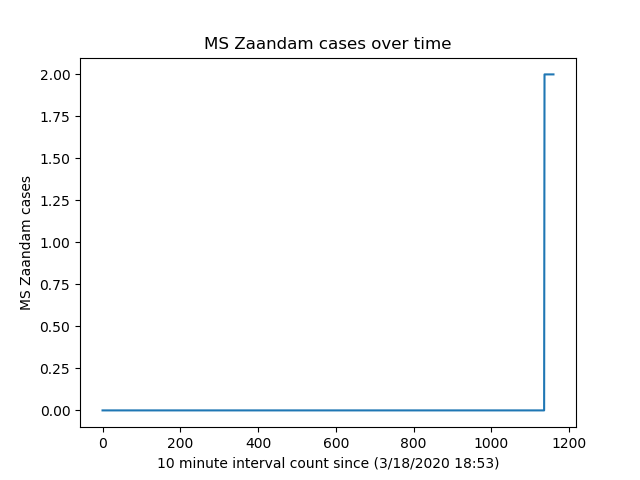 MS Zaandam cases over time
MS Zaandam cases
2.00
1.75
1.50
1.25
1.00
0.75
0.50
0.25
0.00
0 200 400 600 800 1000 1200
10 minute interval count since (3/18/2020 18:53)